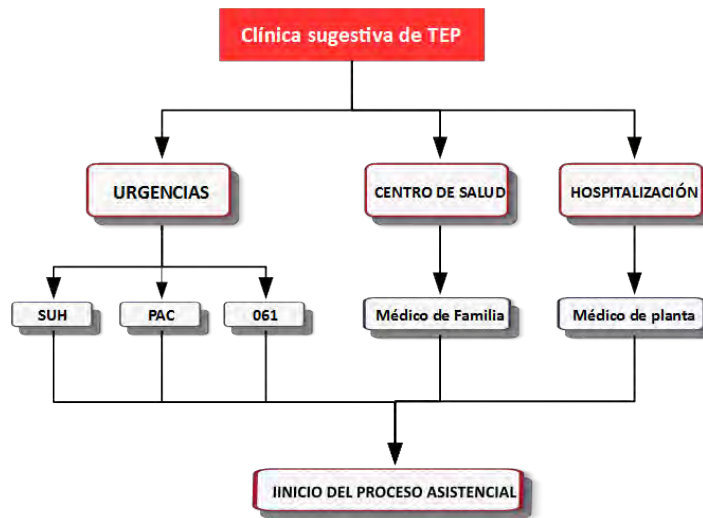 Clínica sugestiva de TEP
URGENCIAS
CENTRO DE SALUD
HOSPITALIZACIÓN
SUH
PAC
061
Médico de Familia
Médico de planta
IINICIO DEL PROCESO ASISTENCIAL